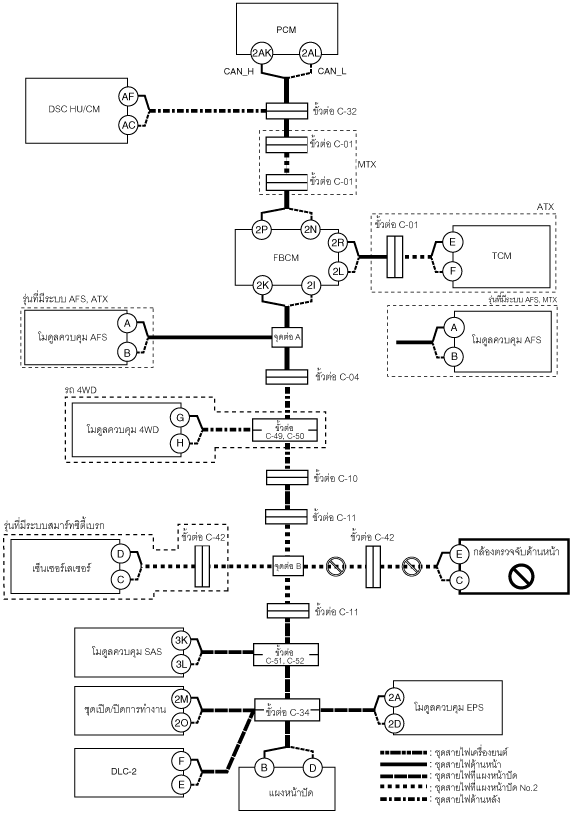 PCM
2AK
2AL
CAN_H
CAN_L
DSC HU/CM
AF
AC
ขั้วต่อ C-32
ขั้วต่อ C-01
MTX
ขั้วต่อ C-01
2P
2N
FBCM
2R
2L
2K
2I
ATX
ขั้วต่อ C-01
E
F
TCM
รุ่นที่มีระบบ AFS, ATX
โมดูลควบคุม AFS
A
B
จุดต่อ A
รุ่นที่มีระบบ AFS, MTX
A
B
โมดูลควบคุม AFS
ขั้วต่อ C-04
รถ 4WD
โมดูลควบคุม 4WD
G
H
ขั้วต่อ
C-49, C-50
ขั้วต่อ C-10
ขั้วต่อ C-11
รุ่นที่มีระบบสมาร์ทซิตี้เบรก
ขั้วต่อ C-42
เซ็นเซอร์เลเซอร์
D
C
จุดต่อ B
ขั้วต่อ C-42
E
C
กล้องตรวจจับด้านหน้า
ขั้วต่อ C-11
โมดูลควบคุม SAS
3K
3L
ขั้วต่อ
C-51, C-52
ชุดเปิด/ปิดการทำงาน
2M
2O
ขั้วต่อ C-34
2A
2D
โมดูลควบคุม EPS
DLC-2
F
E
B
D
แผงหน้าปัด
: ชุดสายไฟเครื่องยนต์
: ชุดสายไฟด้านหน้า
: ชุดสายไฟที่แผงหน้าปัด
: ชุดสายไฟที่แผงหน้าปัด No.2
: ชุดสายไฟด้านหลัง